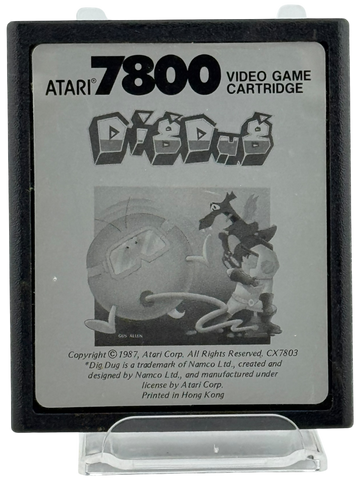 ATARI® 7800 VIDEO GAME
CARTRIDGE
DigDug
Copyright © 1987, Atari Corp. All Rights Reserved. CX7803
*Dig Dug is a trademark of Namco Ltd., created and
designed by Namco Ltd., and manufactured under
license by Atari Corp.
Printed in Hong Kong